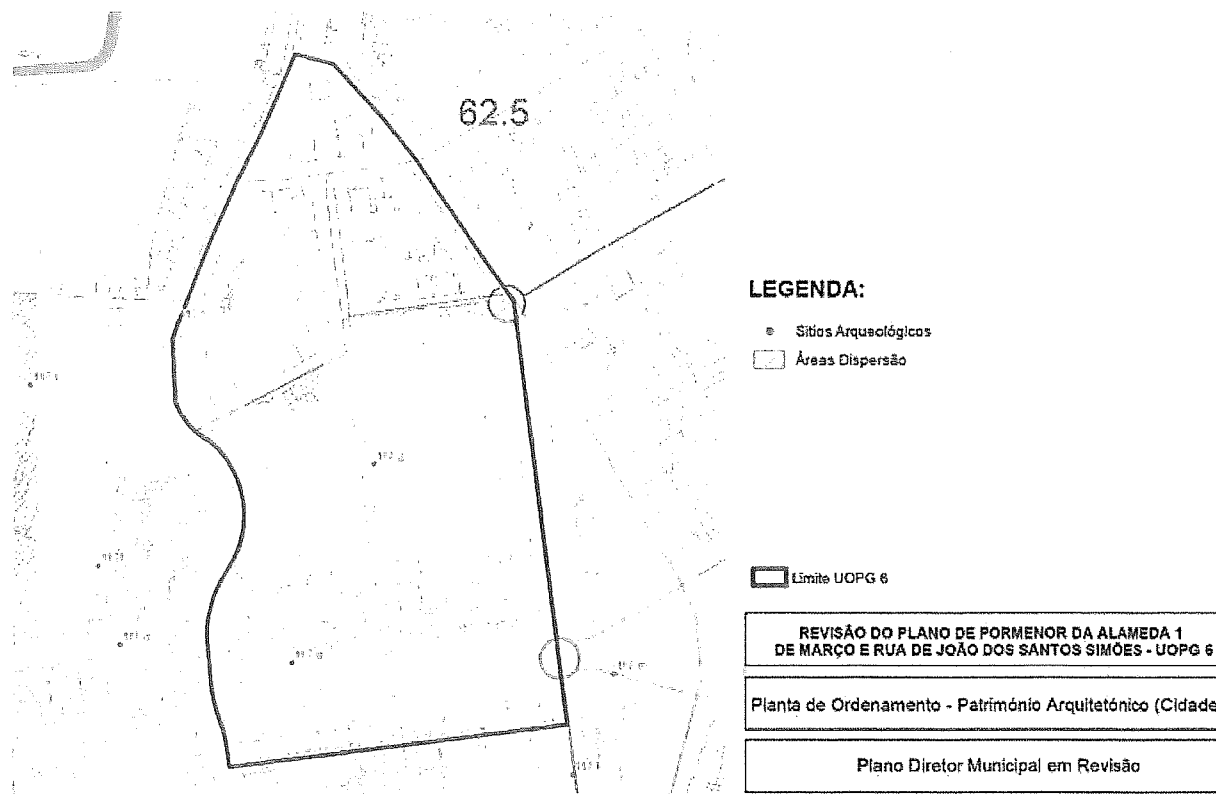 62.5
LEGENDA:
Sítios Arqueológicos
Áreas Dispersão
Limite UOPG 6
REVISÃO DO PLANO DE PORMENOR DA ALAMEDA 1
DE MARÇO E RUA DE JOÃO DOS SANTOS SIMÕES - UOPG 6
Planta de Ordenamento - Património Arquitetónico (Cidade
Plano Diretor Municipal em Revisão